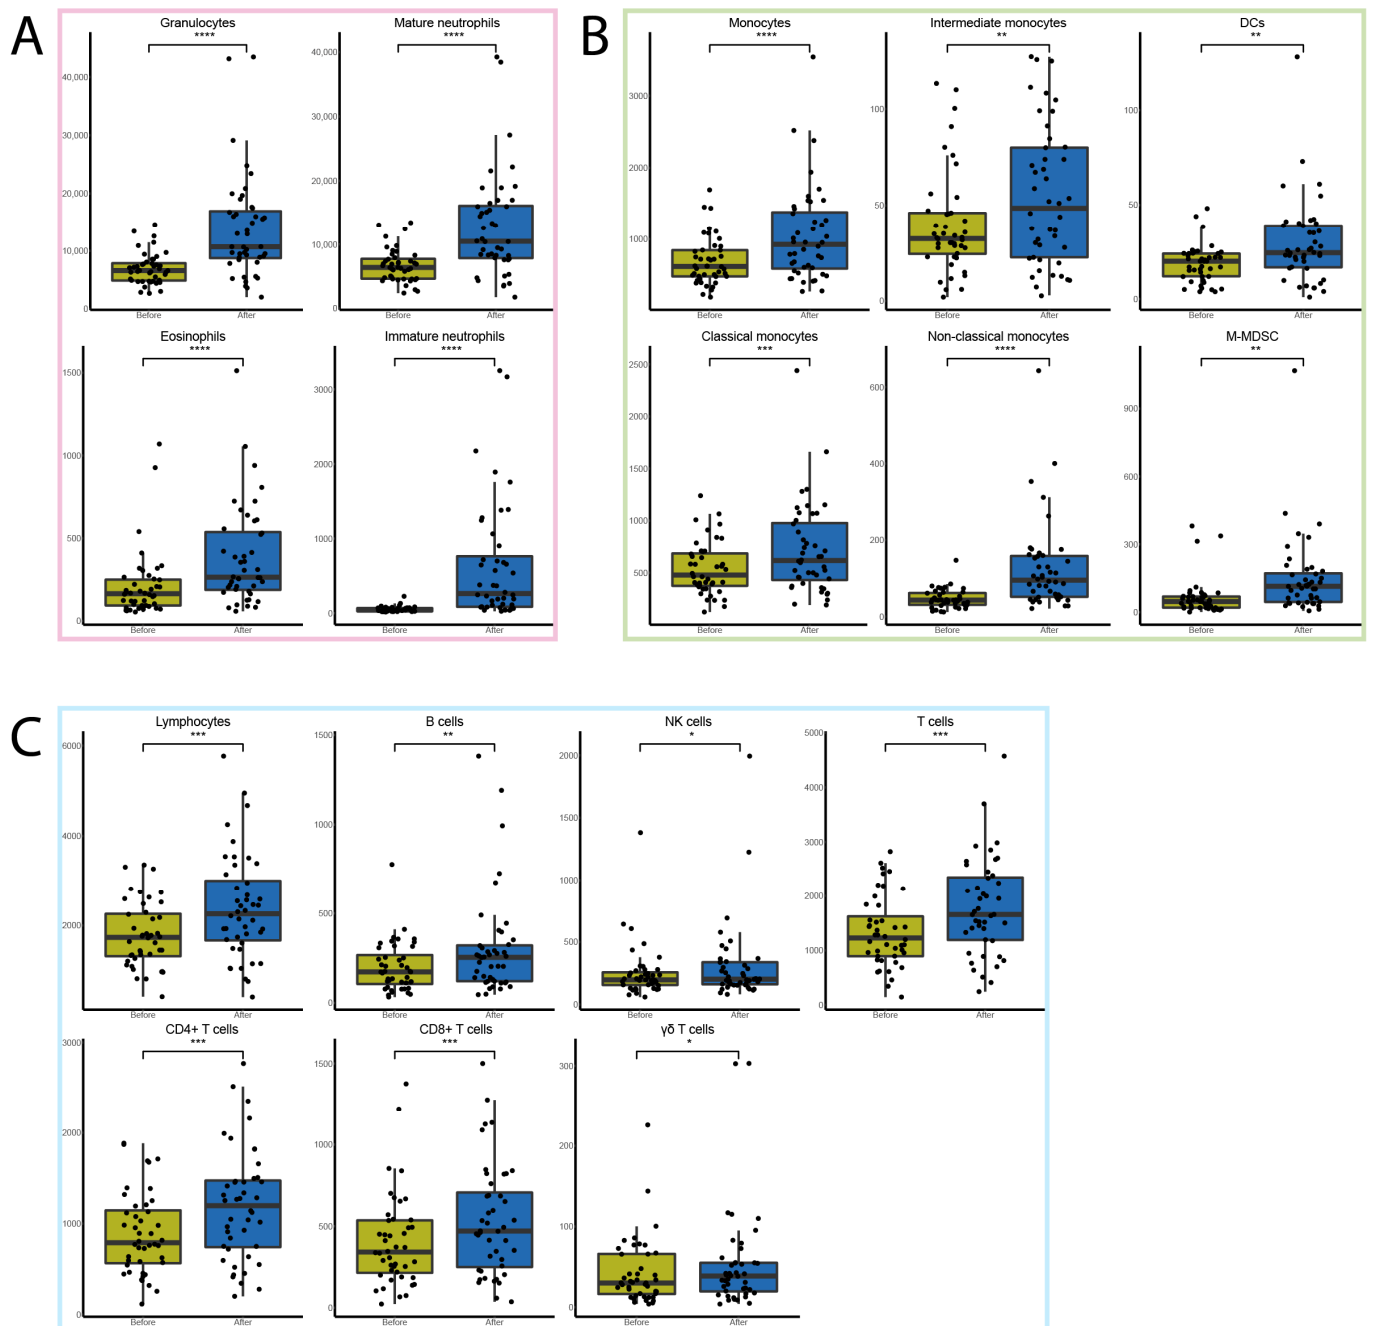 A
Granulocytes
****
40,000
30,000
20,000
10,000
0
Before After
Mature neutrophils
****
40,000
30,000
20,000
10,000
0
Before After
Eosinophils
****
1500
1000
500
0
Before After
Immature neutrophils
****
3000
2000
1000
0
Before After
B
Monocytes
****
3000
2000
1000
Before After
Intermediate monocytes
**
100
50
0
Before After
DCs
**
100
50
0
Before After
Classical monocytes
***
2500
2000
1500
1000
500
Before After
Non-classical monocytes
****
600
400
200
0
Before After
M-MDSC
**
900
600
300
0
Before After
C
Lymphocytes
***
6000
4000
2000
Before After
B cells
**
1500
1000
500
0
Before After
NK cells
*
2000
1500
1000
500
0
Before After
T cells
***
5000
4000
3000
2000
1000
0
Before After
CD4+ T cells
***
3000
2000
1000
0
Before After
CD8+ T cells
***
1500
1000
500
0
Before After
γδ T cells
*
300
200
100
0
Before After